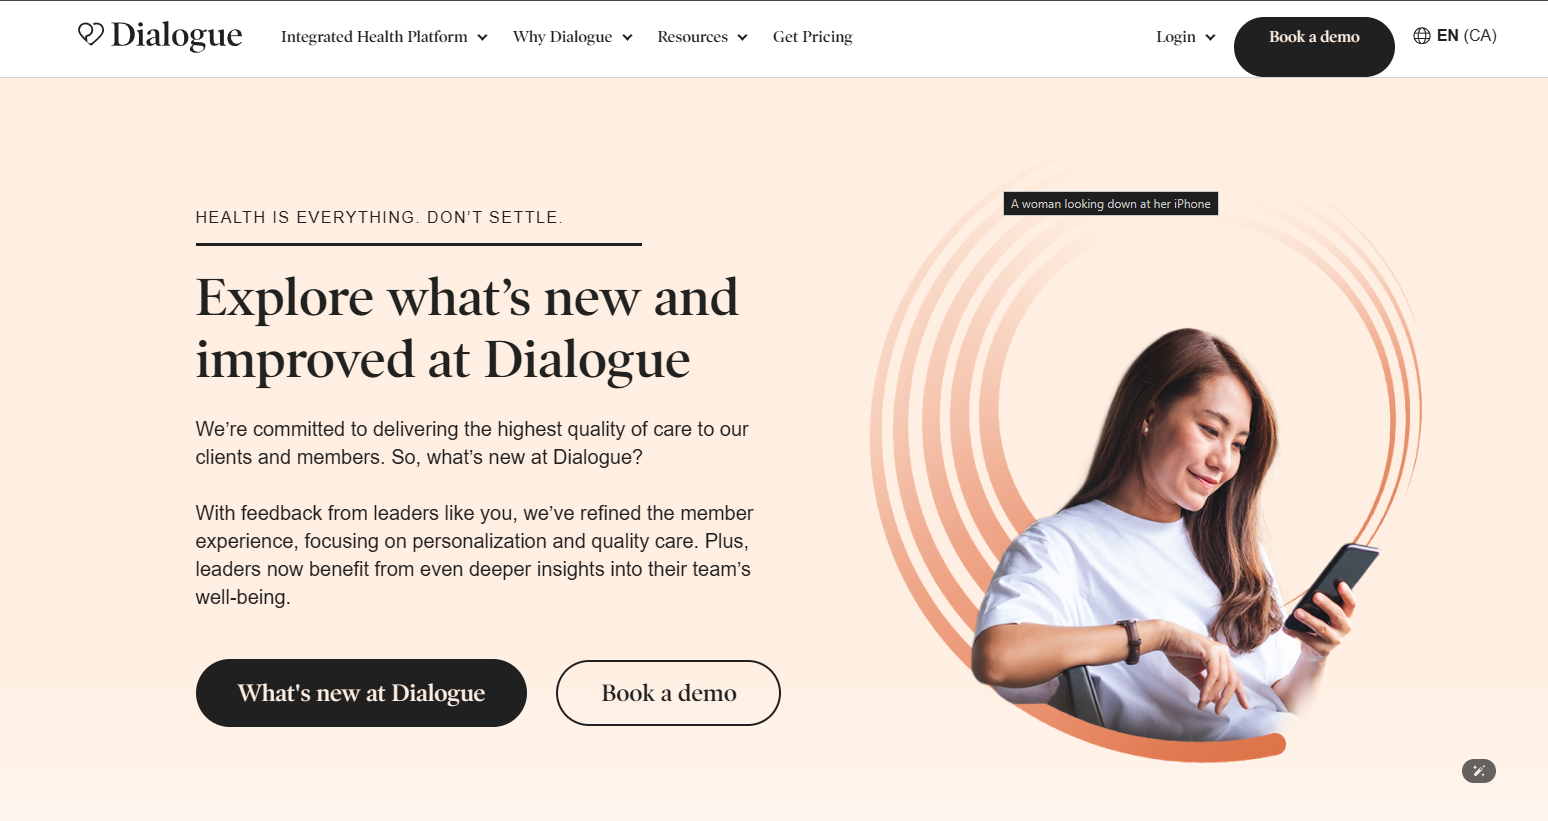 Dialogue
Integrated Health Platform
Why Dialogue
Resources
Get Pricing
Login
Book a demo
EN (CA)
HEALTH IS EVERYTHING. DON’T SETTLE.
Explore what’s new and
improved at Dialogue
We’re committed to delivering the highest quality of care to our
clients and members. So, what’s new at Dialogue?
With feedback from leaders like you, we’ve refined the member
experience, focusing on personalization and quality care. Plus,
leaders now benefit from even deeper insights into their team’s
well-being.
What's new at Dialogue
Book a demo
A woman looking down at her iPhone